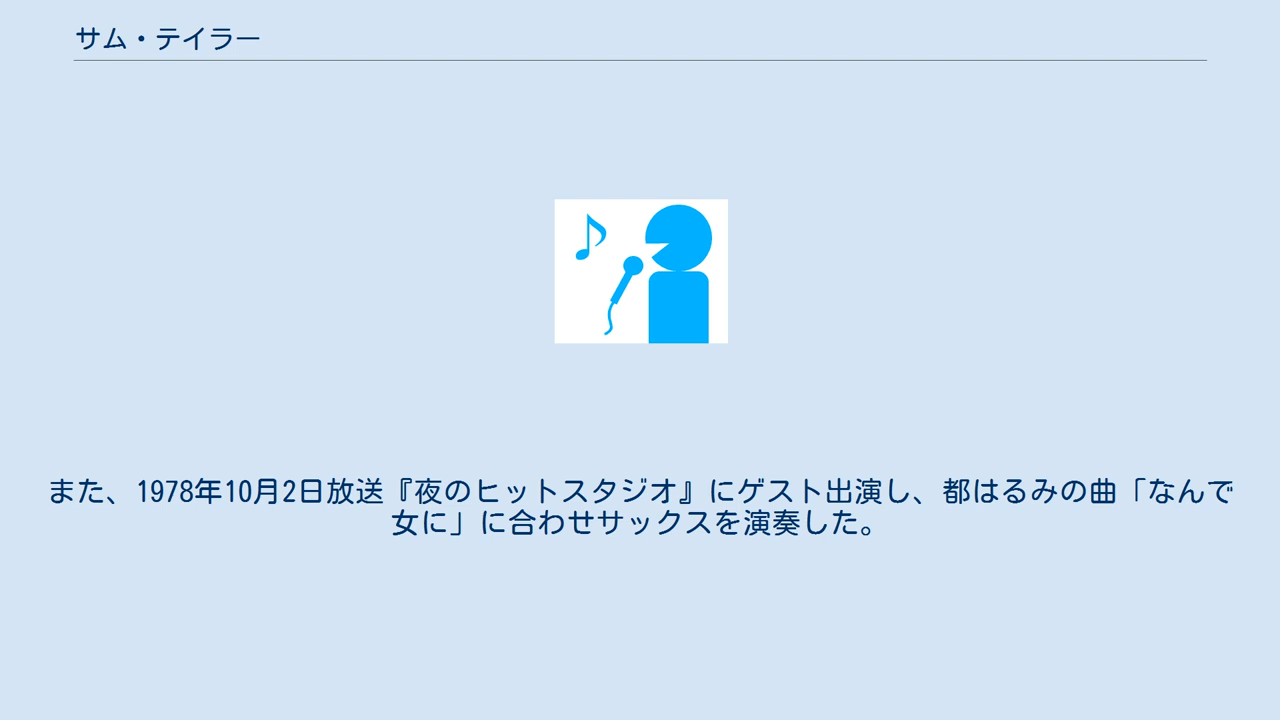 サム・テイラー
また、1978年10月2日放送『夜のヒットスタジオ』にゲスト出演し、都はるみの曲「なんで
女に」に合わせサックスを演奏した。